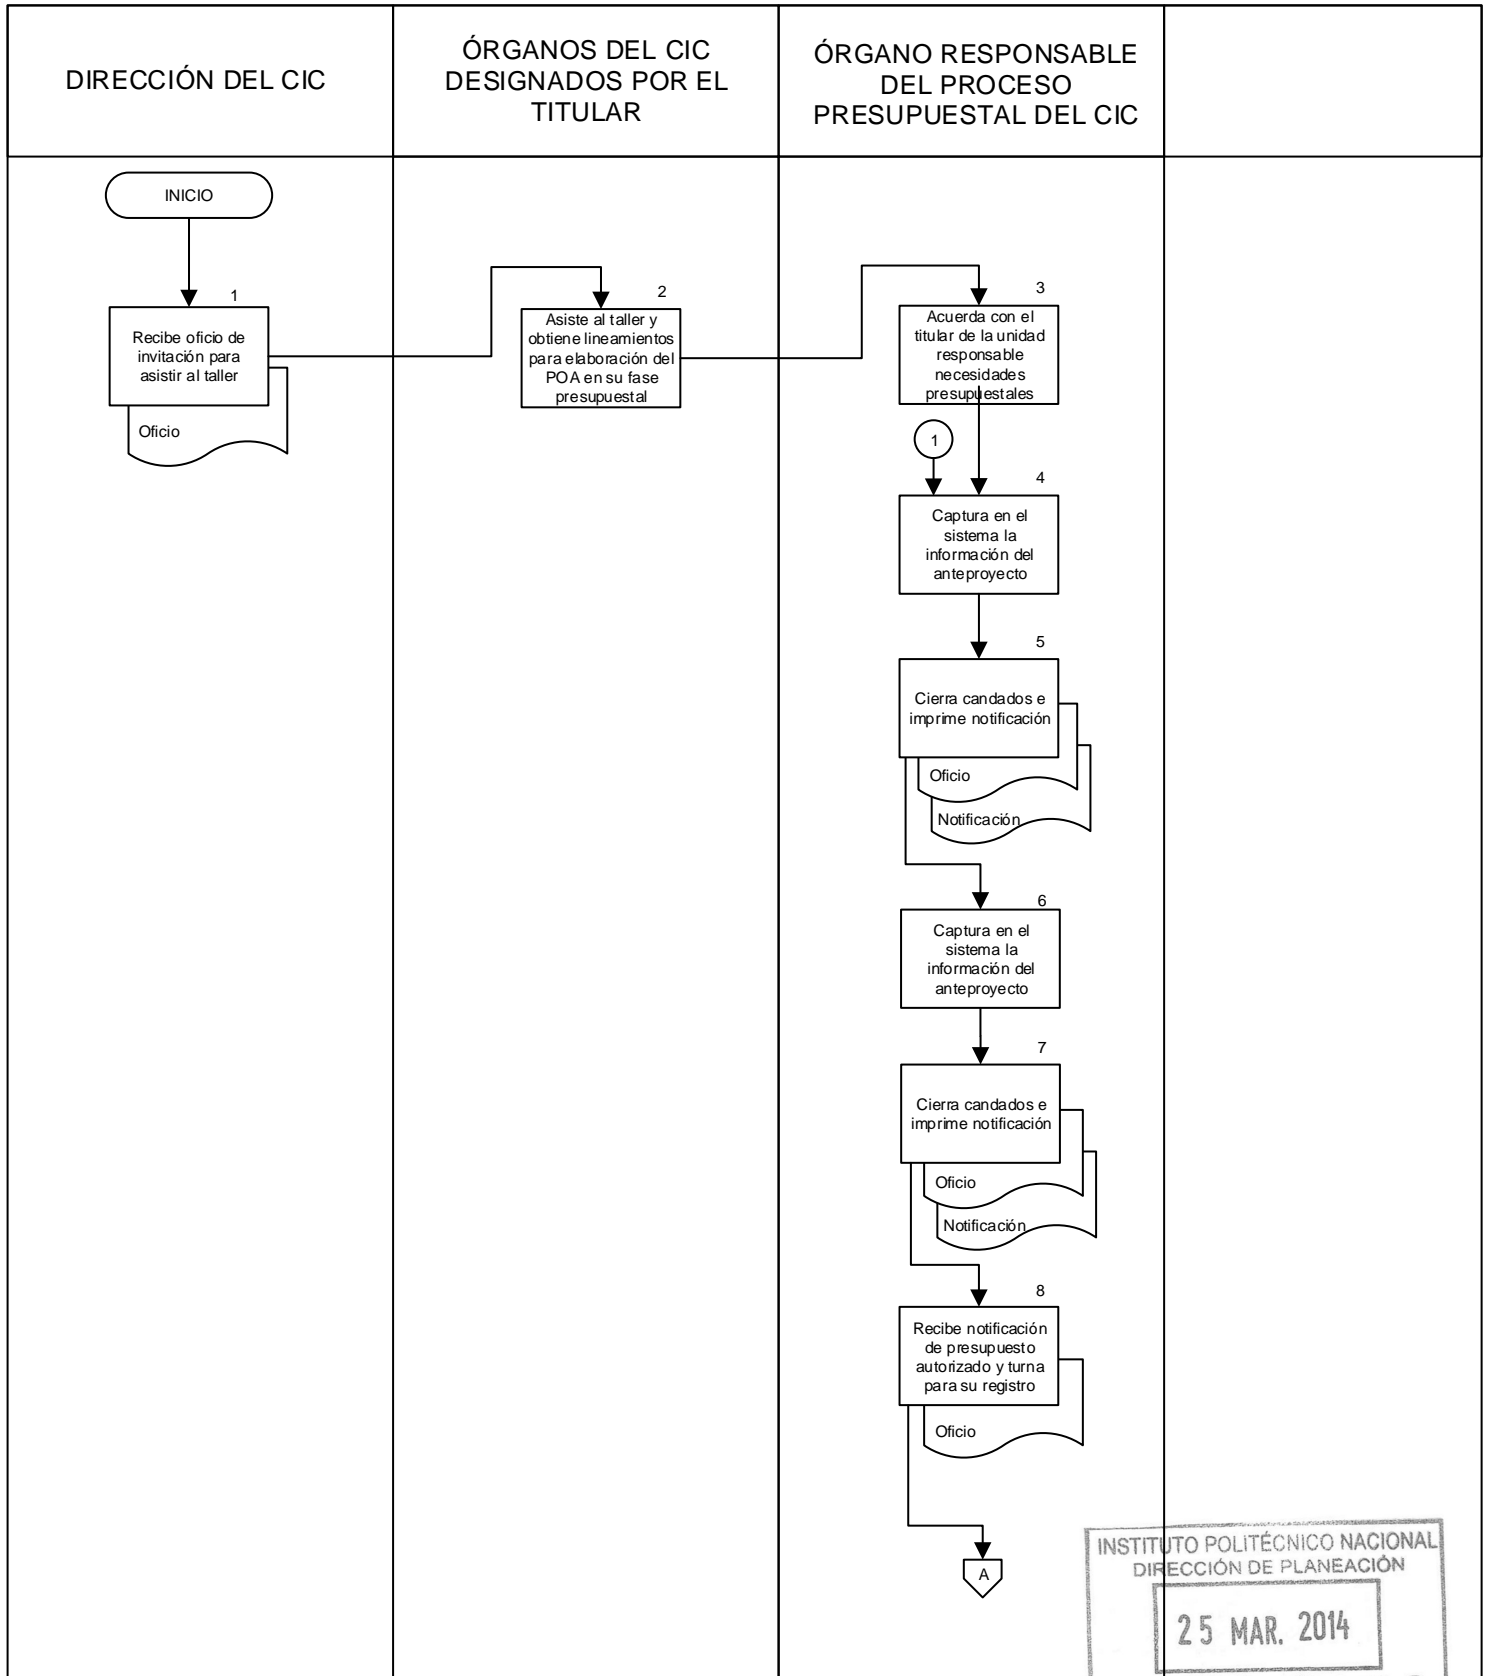 DIRECCIÓN DEL CIC
ÓRGANOS DEL CIC
DESIGNADOS POR EL
TITULAR
ÓRGANO RESPONSABLE
DEL PROCESO
PRESUPUESTAL DEL CIC
INICIO
1
Recibe oficio de
invitación para
asistir al taller
Oficio
2
Asiste al taller y
obtiene lineamientos
para elaboración del
POA en su fase
presupuestal
3
Acuerda con el
titular de la unidad
responsable
necesidades
presupuestales
1
4
Captura en el
sistema la
información del
anteproyecto
5
Cierra candados e
imprime notificación
Oficio
Notificación
6
Captura en el
sistema la
información del
anteproyecto
7
Cierra candados e
imprime notificación
Oficio
Notificación
8
Recibe notificación
de presupuesto
autorizado y turna
para su registro
Oficio
A
INSTITUTO POLITÉCNICO NACIONAL
DIRECCIÓN DE PLANEACIÓN
25 MAR. 2014